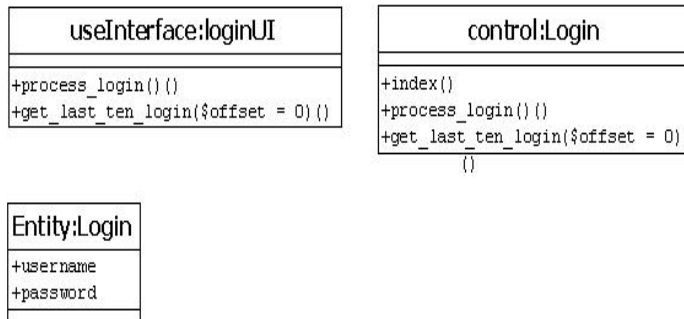 useInterface:loginUI
+process_login()()
+get_last_ten_login($offset = 0)()
control:Login
+index()
+process_login()()
+get_last_ten_login($offset = 0)
()
Entity:Login
+username
+password